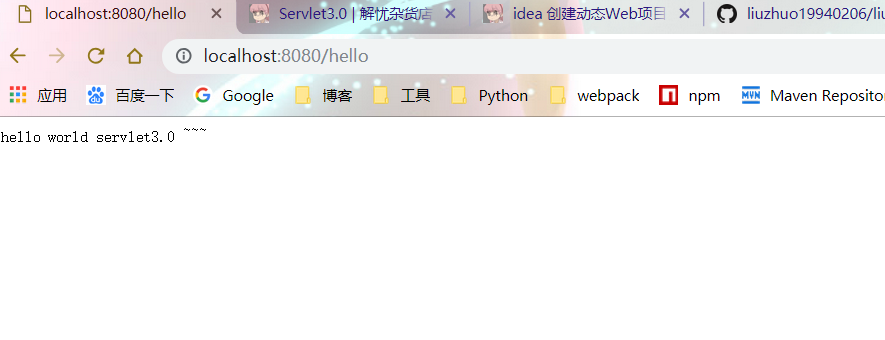 localhost:8080/hello Servlet3.0 | 解忧杂货店 idea 创建动态Web项目 liuzhuo19940206/liu
localhost:8080/hello
应用 百度一下 Google 博客 工具 Python webpack npm Maven Reposito
hello world servlet3.0 ~~~